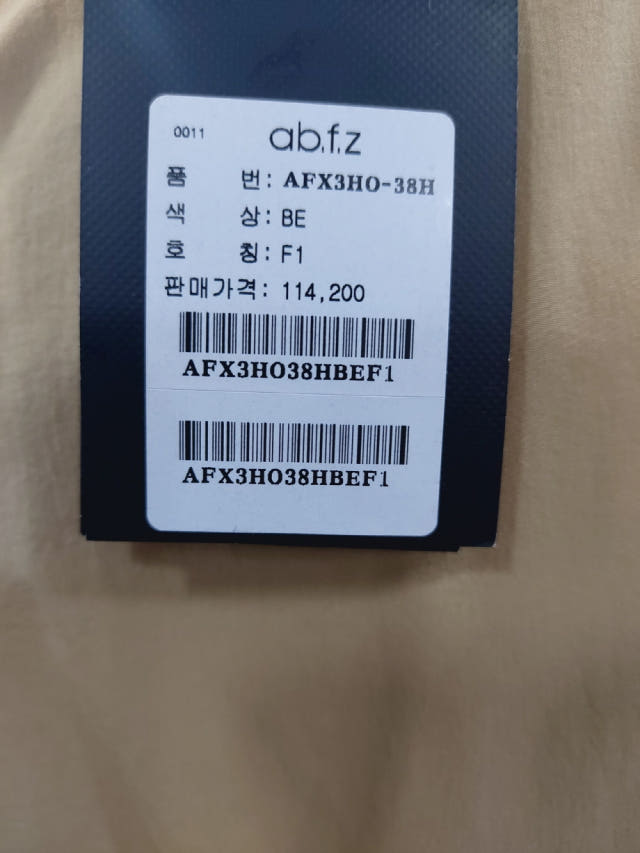 0011 ab.f.z
품 번: AFX3HO-38H
색 상: BE
호 칭: F1
판매가격: 114,200
AFX3HO38HBEF1
AFX3HO38HBEF1